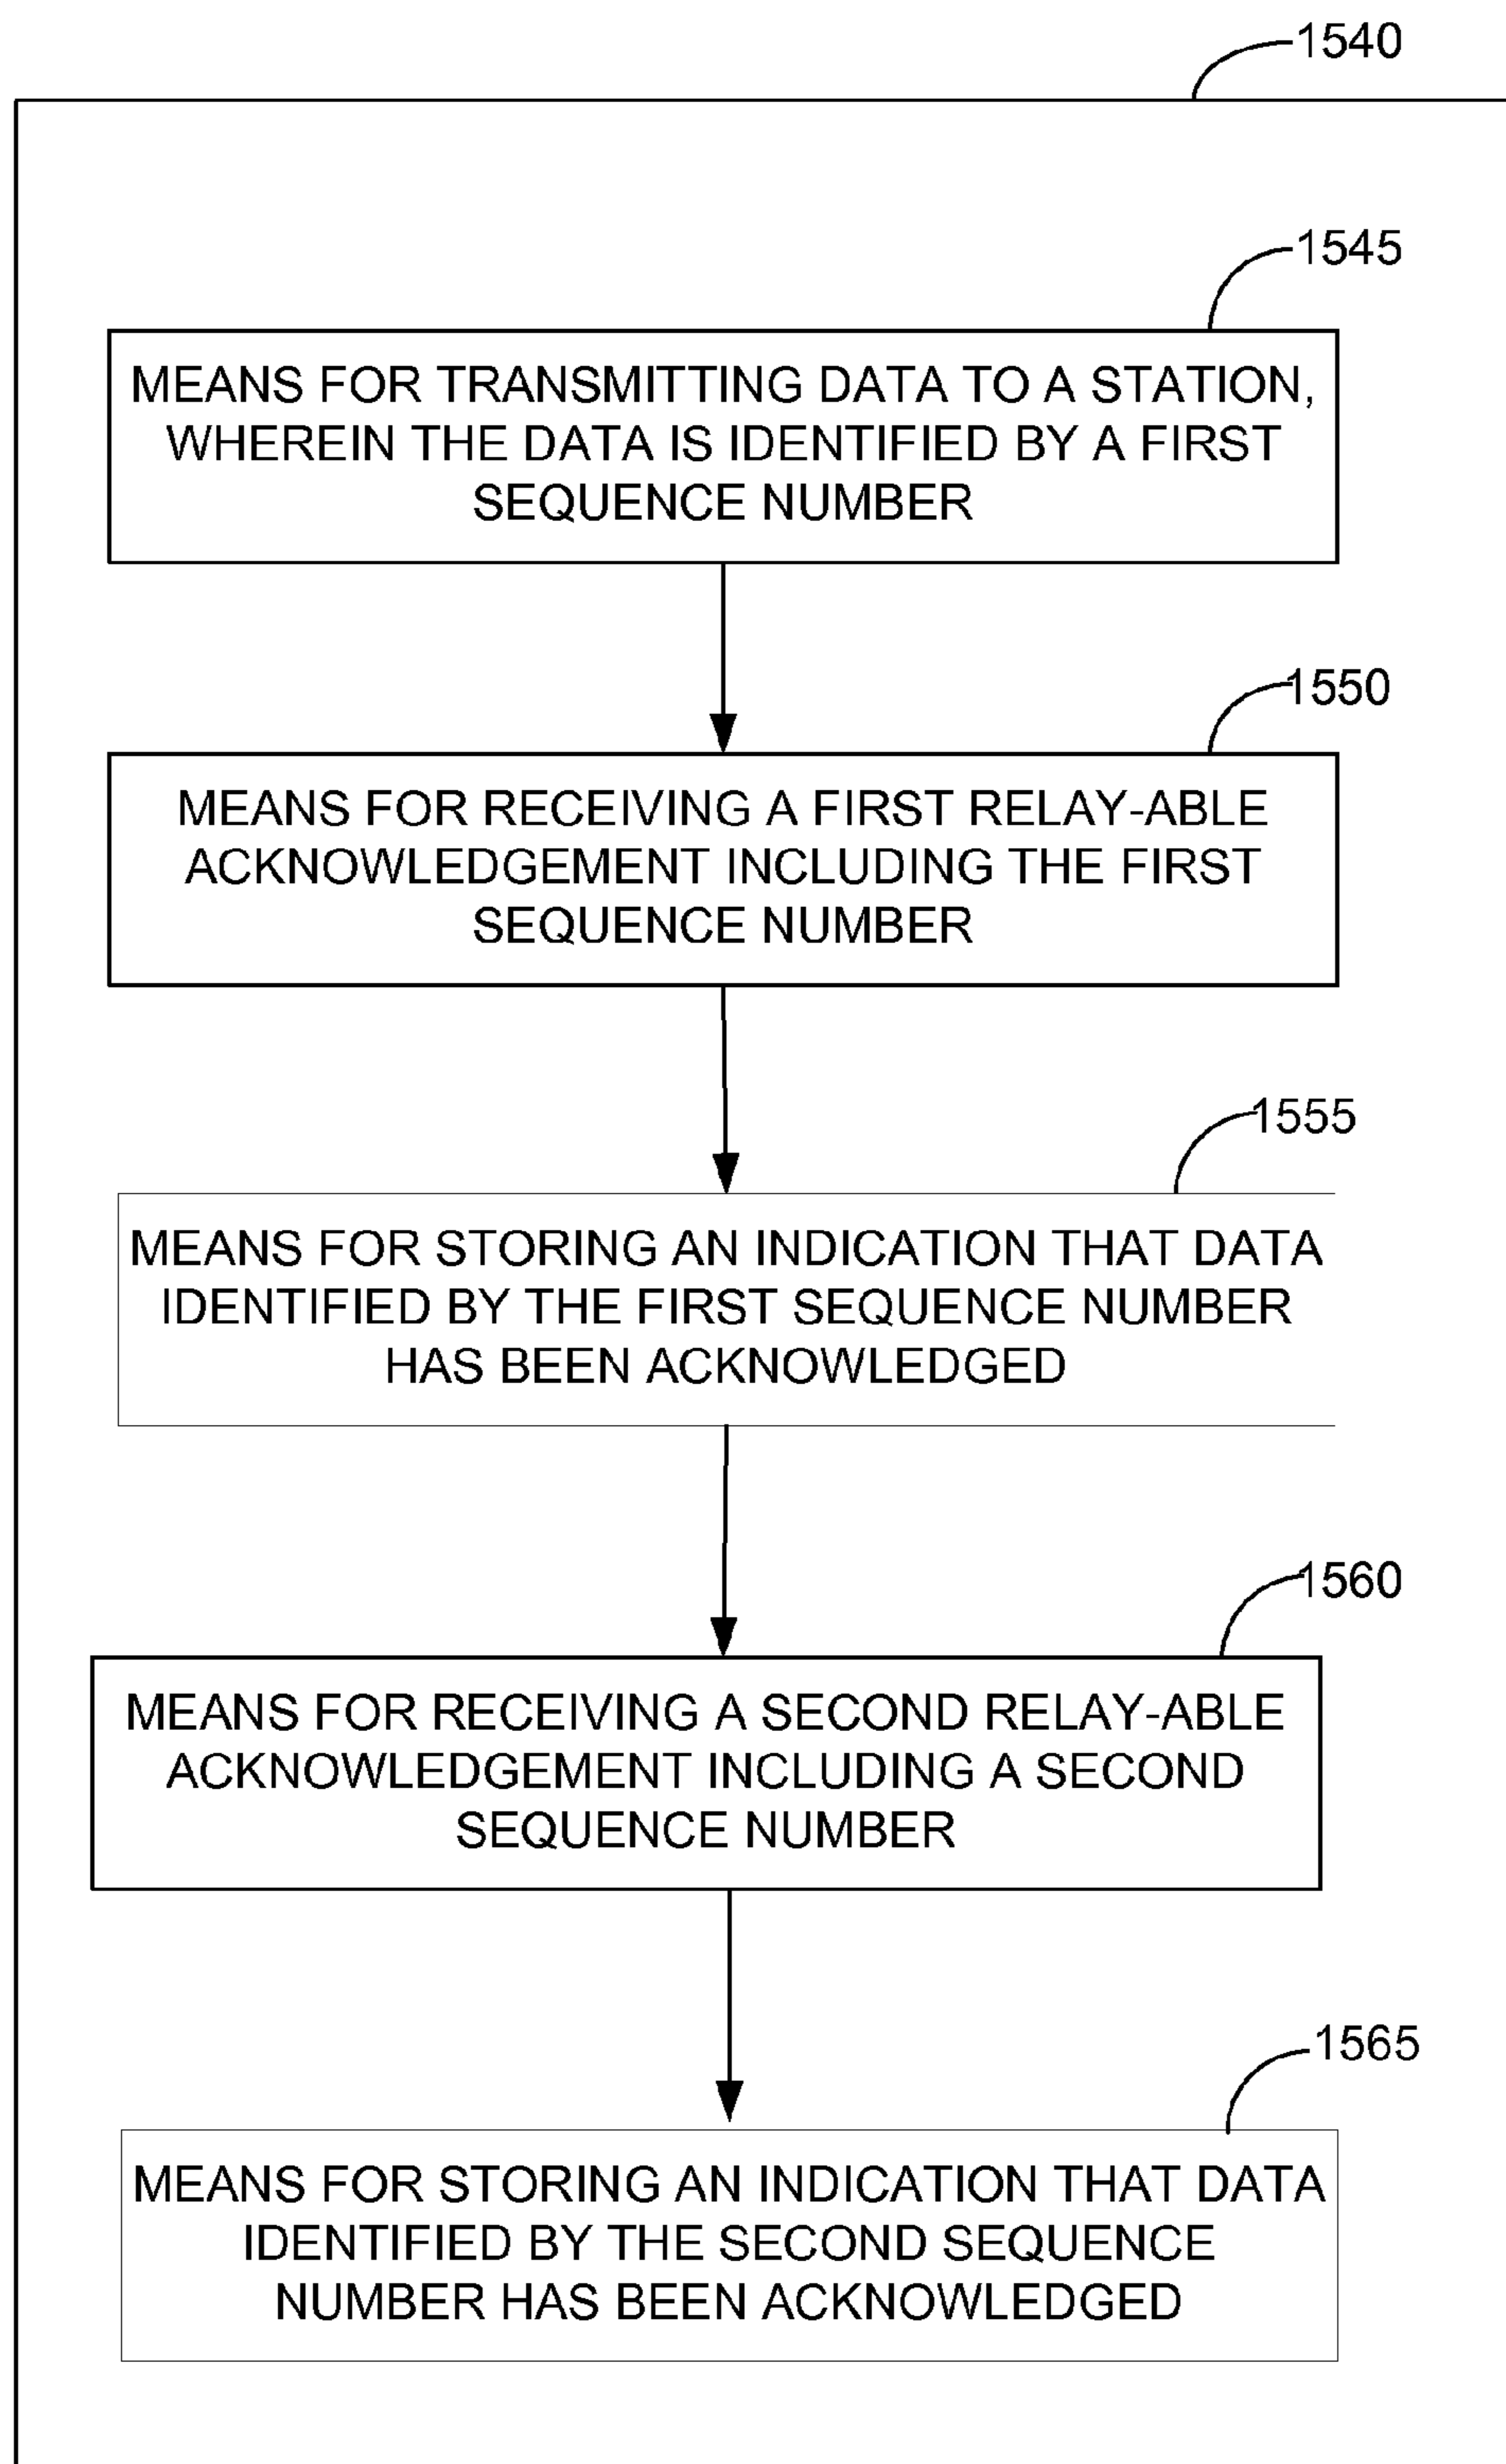 1540
1545
MEANS FOR TRANSMITTING DATA TO A STATION,
WHEREIN THE DATA IS IDENTIFIED BY A FIRST
SEQUENCE NUMBER
1550
MEANS FOR RECEIVING A FIRST RELAY-ABLE
ACKNOWLEDGEMENT INCLUDING THE FIRST
SEQUENCE NUMBER
1555
MEANS FOR STORING AN INDICATION THAT DATA
IDENTIFIED BY THE FIRST SEQUENCE NUMBER
HAS BEEN ACKNOWLEDGED
1560
MEANS FOR RECEIVING A SECOND RELAY-ABLE
ACKNOWLEDGEMENT INCLUDING A SECOND
SEQUENCE NUMBER
1565
MEANS FOR STORING AN INDICATION THAT DATA
IDENTIFIED BY THE SECOND SEQUENCE
NUMBER HAS BEEN ACKNOWLEDGED